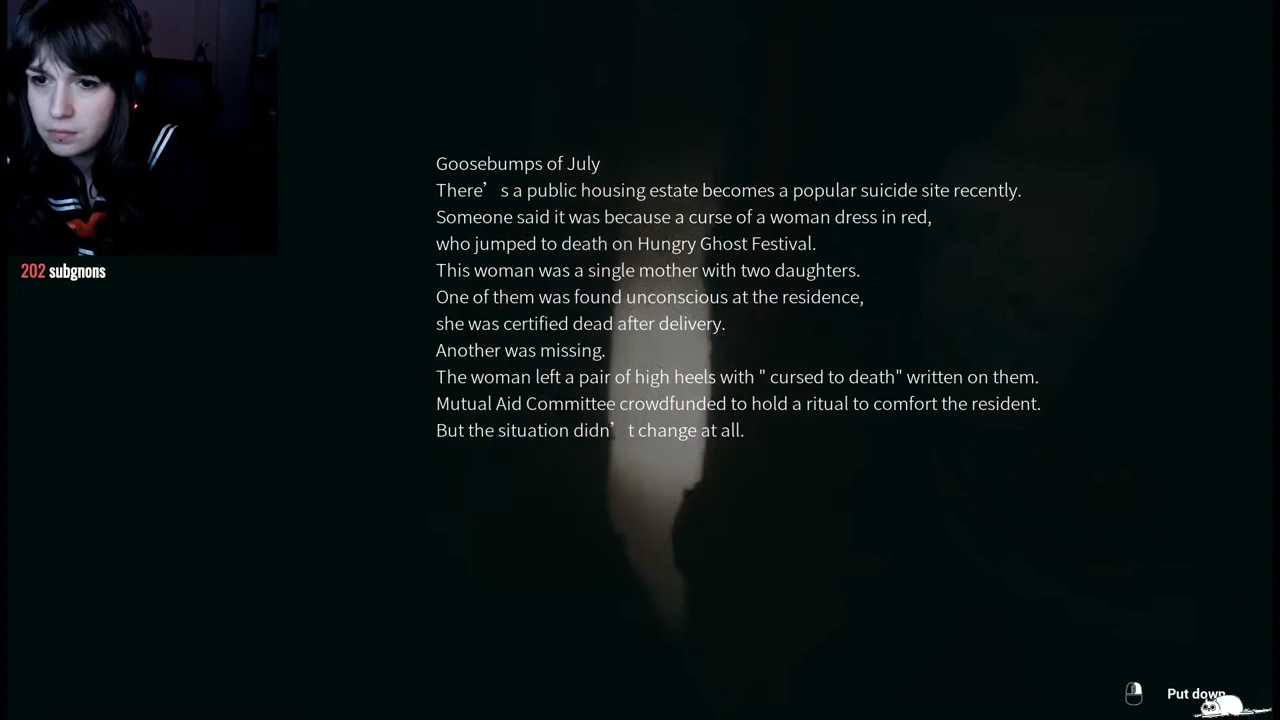 202 subgnons
Goosebumps of July
There’s a public housing estate becomes a popular suicide site recently.
Someone said it was because a curse of a woman dress in red,
who jumped to death on Hungry Ghost Festival.
This woman was a single mother with two daughters.
One of them was found unconscious at the residence,
she was certified dead after delivery.
Another was missing.
The woman left a pair of high heels with " cursed to death" written on them.
Mutual Aid Committee crowdfunded to hold a ritual to comfort the resident.
But the situation didn’t change at all.
Put down